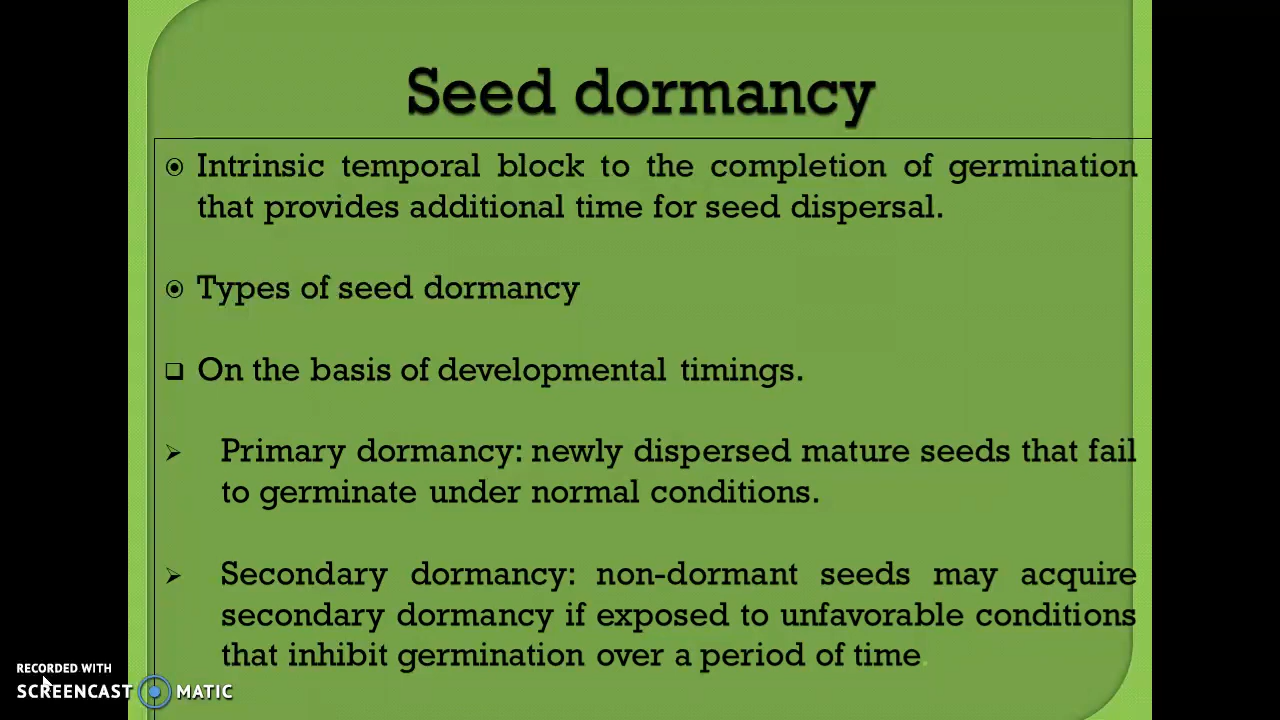 Seed dormancy
Intrinsic temporal block to the completion of germination
that provides additional time for seed dispersal.
Types of seed dormancy
On the basis of developmental timings.
Primary dormancy: newly dispersed mature seeds that fail
to germinate under normal conditions.
Secondary dormancy: non-dormant seeds may acquire
secondary dormancy if exposed to unfavorable conditions
that inhibit germination over a period of time.
RECORDED WITH
SCREENCAST MATIC